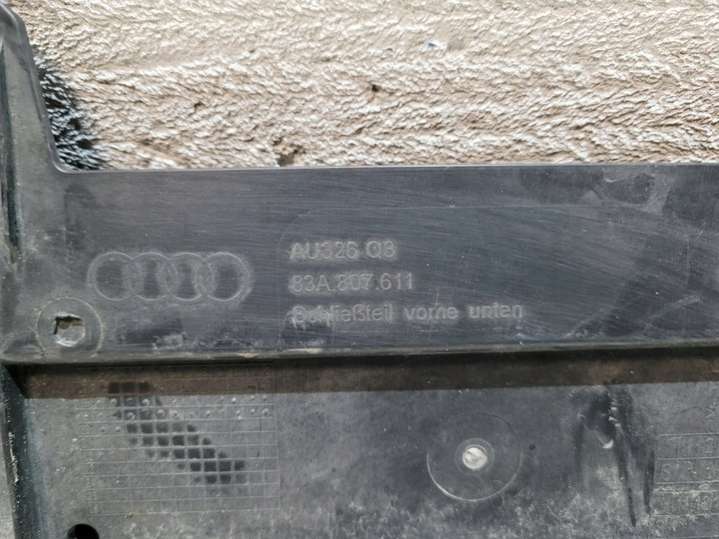 AU326 Q3
83A.807.611
Schließteil vorne unten